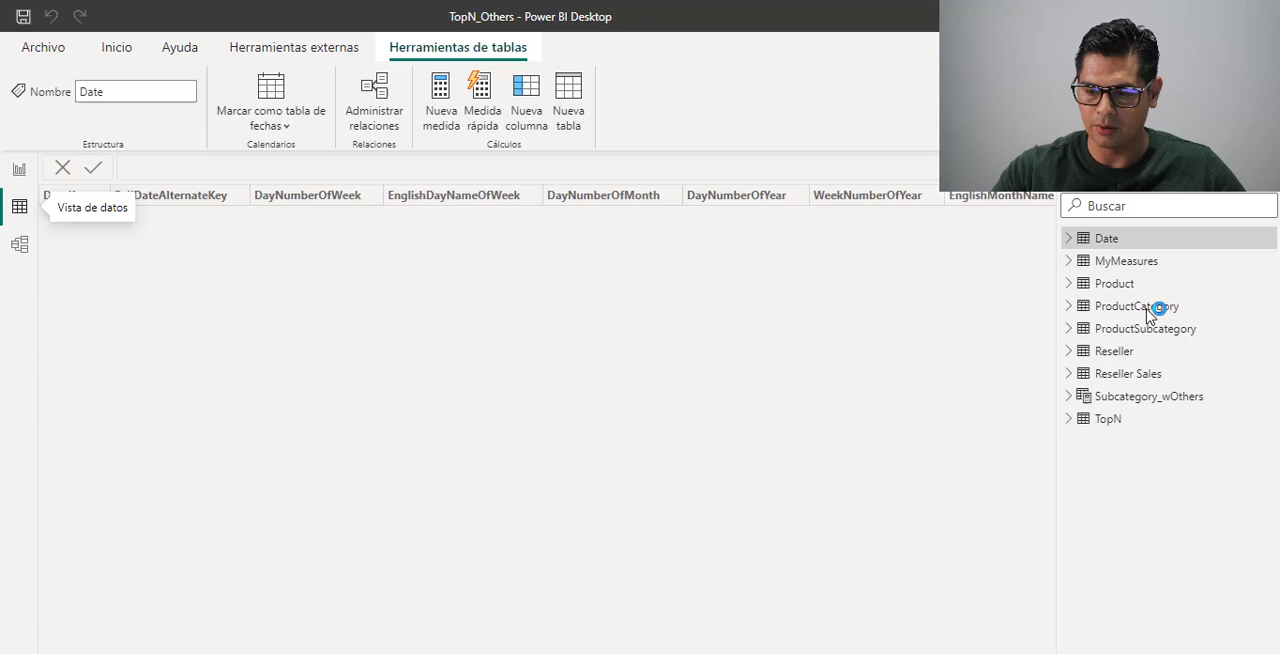 TopN_Others - Power BI Desktop
Archivo Inicio Ayuda Herramientas externas Herramientas de tablas
Nombre Date
Marcar como tabla de fechas
Administrar relaciones
Nueva medida
Medida rápida
Nueva columna
Nueva tabla
Estructura Calendarios Relaciones Cálculos
DayNumberOfWeek EnglishDayNameOfWeek DayNumberOfMonth DayNumberOfYear WeekNumberOfYear EnglishMonthName
Vista de datos
Buscar
Date
MyMeasures
Product
ProductCategory
ProductSubcategory
Reseller
Reseller Sales
Subcategory_wOthers
TopN